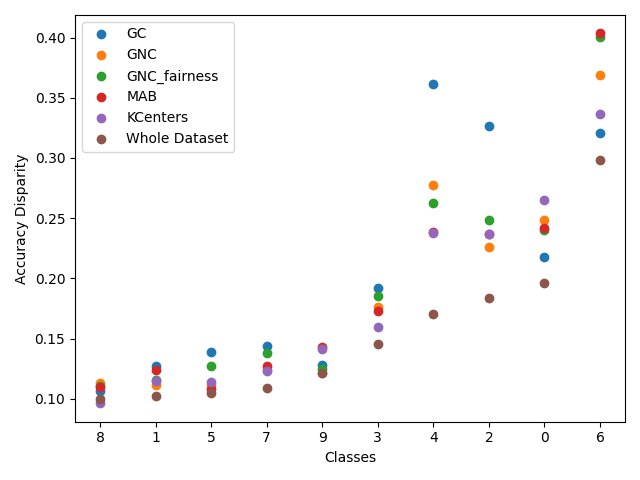 GC
GNC
GNC_fairness
MAB
KCenters
Whole Dataset
0.40
0.35
0.30
0.25
0.20
0.15
0.10
Accuracy Disparity
8 1 5 7 9 3 4 2 0 6
Classes